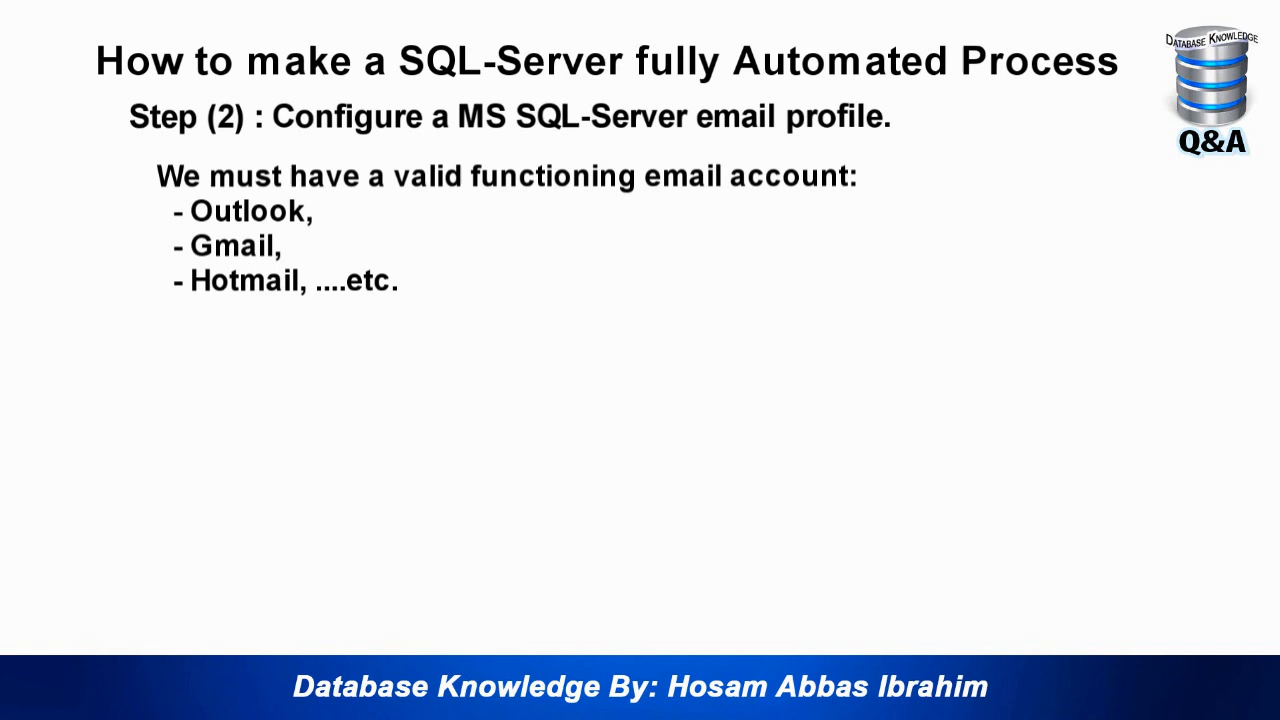 How to make a SQL-Server fully Automated Process
DATABASE KNOWLEDGE
Q&A
Step (2) : Configure a MS SQL-Server email profile.
We must have a valid functioning email account:
- Outlook,
- Gmail,
- Hotmail, ....etc.
Database Knowledge By: Hosam Abbas Ibrahim